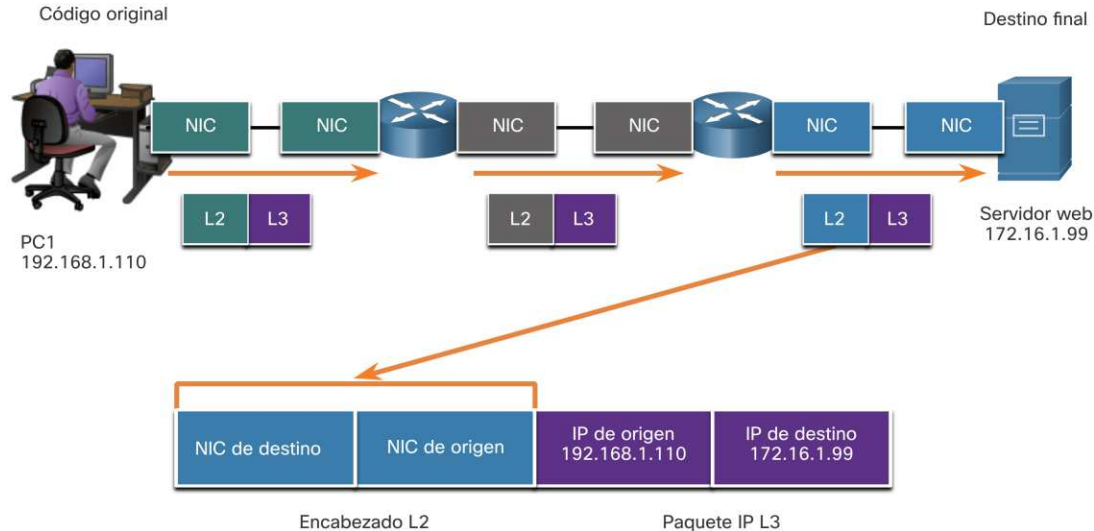 Código original
Destino final
NIC
NIC
NIC
NIC
NIC
NIC
L2
L3
L2
L3
L2
L3
PC1
192.168.1.110
Servidor web
172.16.1.99
NIC de destino
NIC de origen
IP de origen
192.168.1.110
IP de destino
172.16.1.99
Encabezado L2
Paquete IP L3